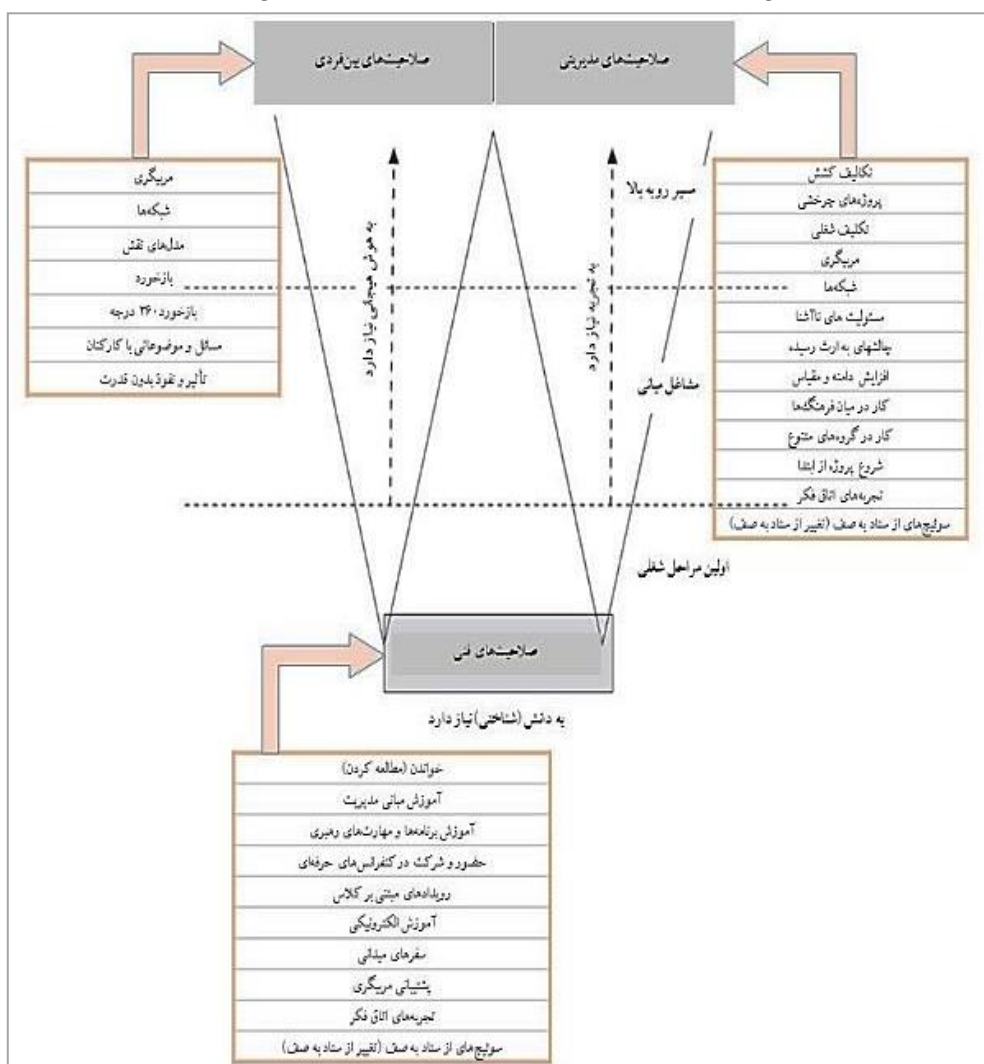 صلاحیت‌های مدیریتی
صلاحیت‌های بین‌فردی
تکالیف کشش
پروژه‌های چرخشی
تکلیف شغلی
مربیگری
شبکه‌ها
مسئولیت های ناآشنا
چالشهای به ارث رسیده
افزایش دامنه و مقیاس
کار در میان فرهنگ‌ها
کار در گروه‌های متنوع
شروع پروژه از ابتدا
تجربه‌های اتاق فکر
سوئیچ‌های از ستاد به صف (تغییر از ستاد به صف)
مسیر رو به بالا
مشاغل میانی
اولین مراحل شغلی
به تجربه نیاز دارد
به هوش هیجانی نیاز دارد
مربیگری
شبکه‌ها
مدل‌های نقش
بازخورد
بازخورد ۳۶۰ درجه
مسائل و موضوعاتی با کارکنان
تأثیر و نفوذ بدون قدرت
صلاحیت‌های فنی
به دانش (شناختی) نیاز دارد
خواندن (مطالعه کردن)
آموزش مبانی مدیریت
آموزش برنامه‌ها و مهارت‌های رهبری
حضور و شرکت در کنفرانس‌های حرفه‌ای
رویدادهای مبتنی بر کلاس
آموزش الکترونیکی
سفرهای میدانی
پشتیبانی مربیگری
تجربه‌های اتاق فکر
سوئیچ‌های از ستاد به صف (تغییر از ستاد به صف)